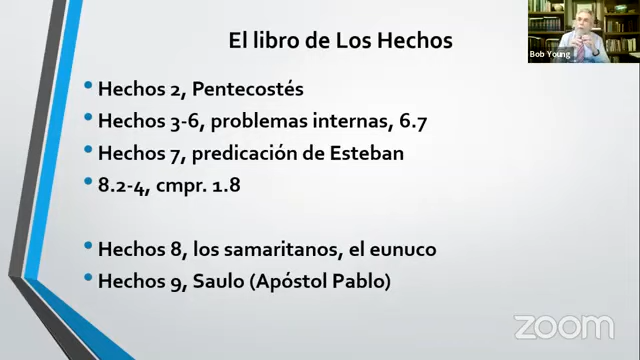 El libro de Los Hechos
Bob Young
• Hechos 2, Pentecostés
• Hechos 3-6, problemas internas, 6.7
• Hechos 7, predicación de Esteban
• 8.2-4, cmpr. 1.8
• Hechos 8, los samaritanos, el eunuco
• Hechos 9, Saulo (Apóstol Pablo)
zoom